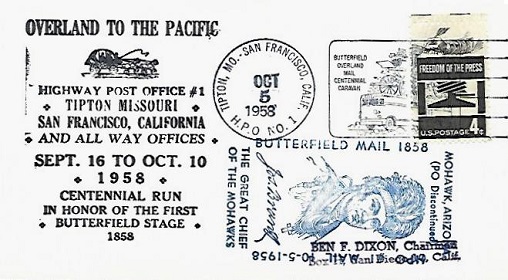 OVERLAND TO THE PACIFIC
HIGHWAY POST OFFICE #1
TIPTON MISSOURI
SAN FRANCISCO, CALIFORNIA
AND ALL WAY OFFICES
SEPT. 16 TO OCT. 10
1958
CENTENNIAL RUN
IN HONOR OF THE FIRST
BUTTERFIELD STAGE
1858
TIPTON, MO.-SAN FRANCISCO, CALIF.
OCT
5
1958
H.P.O. NO. 1
BUTTERFIELD
OVERLAND
MAIL
CENTENNIAL
CARAVAN
FREEDOM OF THE PRESS
U.S. POSTAGE 4¢
BUTTERFIELD MAIL 1858
THE GREAT CHIEF
OF THE MOHAWKS
MOHAWK, ARIZONA
(PO Discontinued)
10-5-1958
BEN F. DIXON, Chairman
Diego Calif.